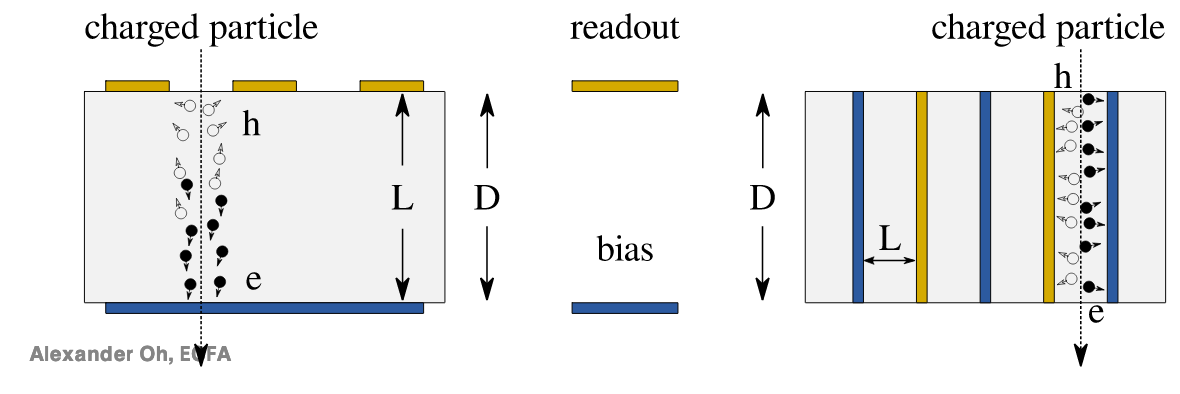 charged particle
readout
charged particle
h
h
L
D
D
L
bias
e
e
Alexander Oh, ECFA